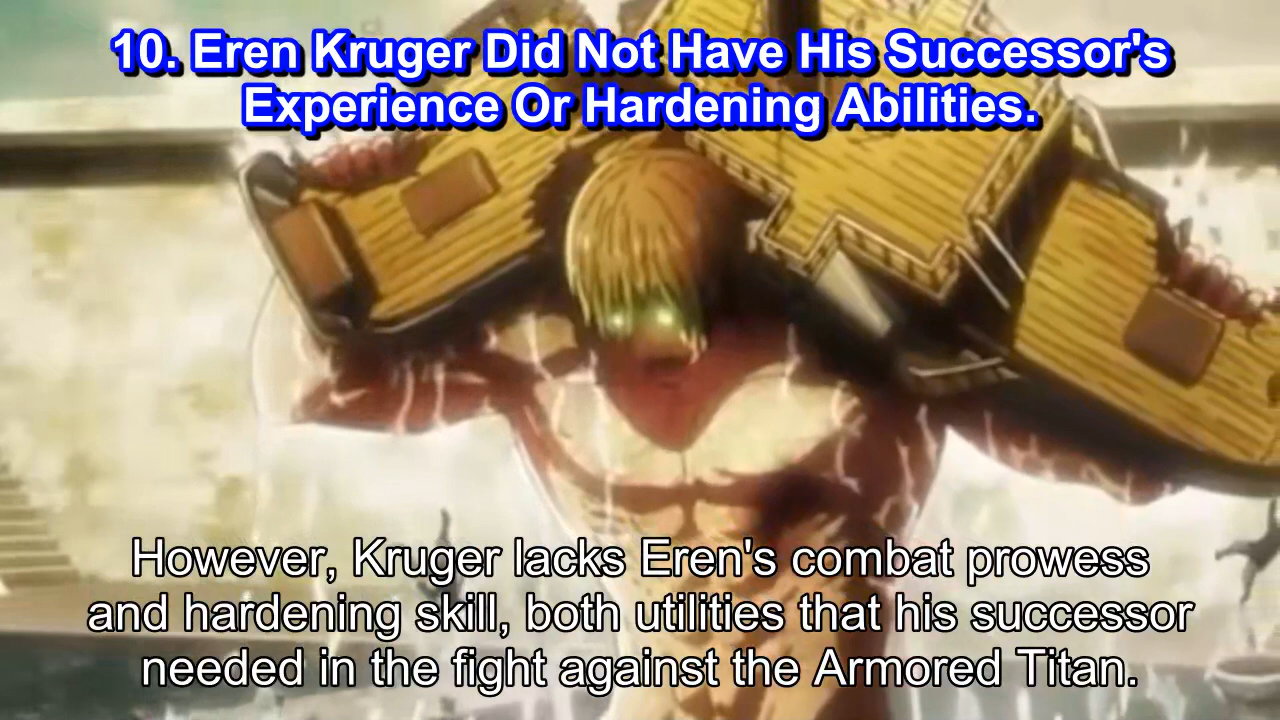 10. Eren Kruger Did Not Have His Successor's
Experience Or Hardening Abilities.
However, Kruger lacks Eren's combat prowess
and hardening skill, both utilities that his successor
needed in the fight against the Armored Titan.